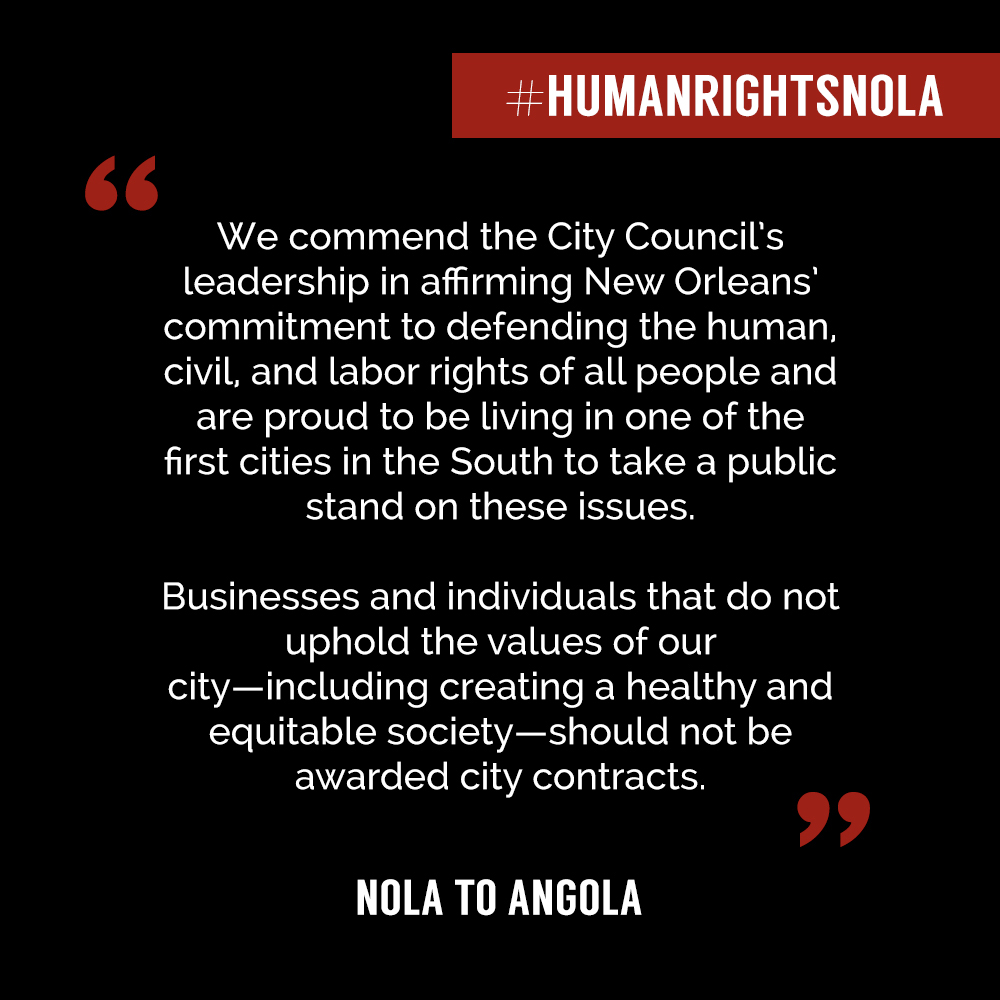 #HUMANRIGHTSNOLA
“
We commend the City Council’s
leadership in affirming New Orleans’
commitment to defending the human,
civil, and labor rights of all people and
are proud to be living in one of the
first cities in the South to take a public
stand on these issues.
Businesses and individuals that do not
uphold the values of our
city—including creating a healthy and
equitable society—should not be
awarded city contracts.
”
NOLA TO ANGOLA